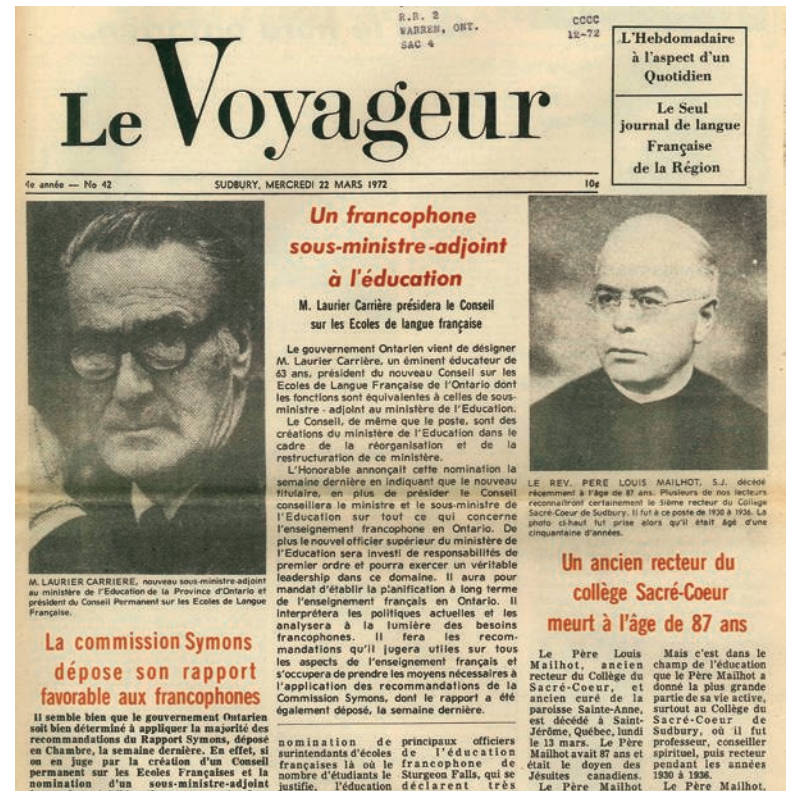 R.R. 2
WARREN, ONT.
SAC 4
CCCC
12-72
Le Voyageur
L'Hebdomadaire
à l'aspect d'un
Quotidien
Le Seul
journal de langue
Française
de la Région
4e année — No 42
SUDBURY, MERCREDI 22 MARS 1972
10¢
M. LAURIER CARRIERE, nouveau sous-ministre-adjoint
au ministère de l'Education de la Province d'Ontario et
président du Conseil Permanent sur les Ecoles de Langue
Française.
La commission Symons
dépose son rapport
favorable aux francophones
Il semble bien que le gouvernement Ontarien
soit bien déterminé à appliquer la majorité des
recommandations du Rapport Symons, déposé
en Chambre, la semaine dernière. En effet, si
on en juge par la création d'un Conseil
permanent sur les Ecoles Françaises et la
nomination d'un sous-ministre-adjoint
Un francophone
sous-ministre-adjoint
à l'éducation
M. Laurier Carrière présidera le Conseil
sur les Ecoles de langue française
Le gouvernement Ontarien vient de désigner
M. Laurier Carrière, un éminent éducateur de
63 ans, président du nouveau Conseil sur les
Ecoles de Langue Française de l'Ontario dont
les fonctions sont équivalentes à celles de sous-
ministre - adjoint au ministère de l'Education.
Le Conseil, de même que le poste, sont des
créations du ministère de l'Education dans le
cadre de la réorganisation et de la
restructuration de ce ministère.
L'Honorable annonçait cette nomination la
semaine dernière en indiquant que le nouveau
titulaire, en plus de présider le Conseil
conseillera le ministre et le sous-ministre de
l'Education sur tout ce qui concerne
l'enseignement francophone en Ontario. De
plus le nouvel officier supérieur du ministère de
l'Education sera investi de responsabilités de
premier ordre et pourra exercer un véritable
leadership dans ce domaine. Il aura pour
mandat d'établir la planification à long terme
de l'enseignement français en Ontario. Il
interprétera les politiques actuelles et les
analysera à la lumière des besoins
francophones. Il fera les recom-
mandations qu'il jugera utiles sur tous
les aspects de l'enseignement français et
s'occupera de prendre les moyens nécessaires à
l'application des recommandations de la
Commission Symons, dont le rapport a été
également déposé, la semaine dernière.
nomination de
surintendants d'écoles
françaises là où le
nombre d'étudiants le
justifie, l'éducation
principaux officiers
de l'éducation
francophone de
Sturgeon Falls, qui se
déclarent très
LE REV. PERE LOUIS MAILHOT, S.J. décédé
récemment à l'âge de 87 ans. Plusieurs de nos lecteurs
reconnaîtront certainement le 5ième recteur du Collège
Sacré-Coeur de Sudbury. Il fut à ce poste de 1930 à 1936. La
photo ci-haut fut prise alors qu'il était âgé d'une
cinquantaine d'années.
Un ancien recteur du
collège Sacré-Coeur
meurt à l'âge de 87 ans
Le Père Louis
Mailhot, ancien
recteur du Collège du
Sacré-Coeur, et
ancien curé de la
paroisse Sainte-Anne,
est décédé à Saint-
Jérôme, Québec, lundi
le 13 mars. Le Père
Mailhot avait 87 ans et
était le doyen des
Jésuites canadiens.
Le Père Mailhot
Mais c'est dans le
champ de l'éducation
que le Père Mailhot a
donné la plus grande
partie de sa vie active,
surtout au Collège du
Sacré-Coeur de
Sudbury, où il fut
professeur, conseiller
spirituel, puis recteur
pendant les années
1930 à 1936.
Le Père Mailhot,